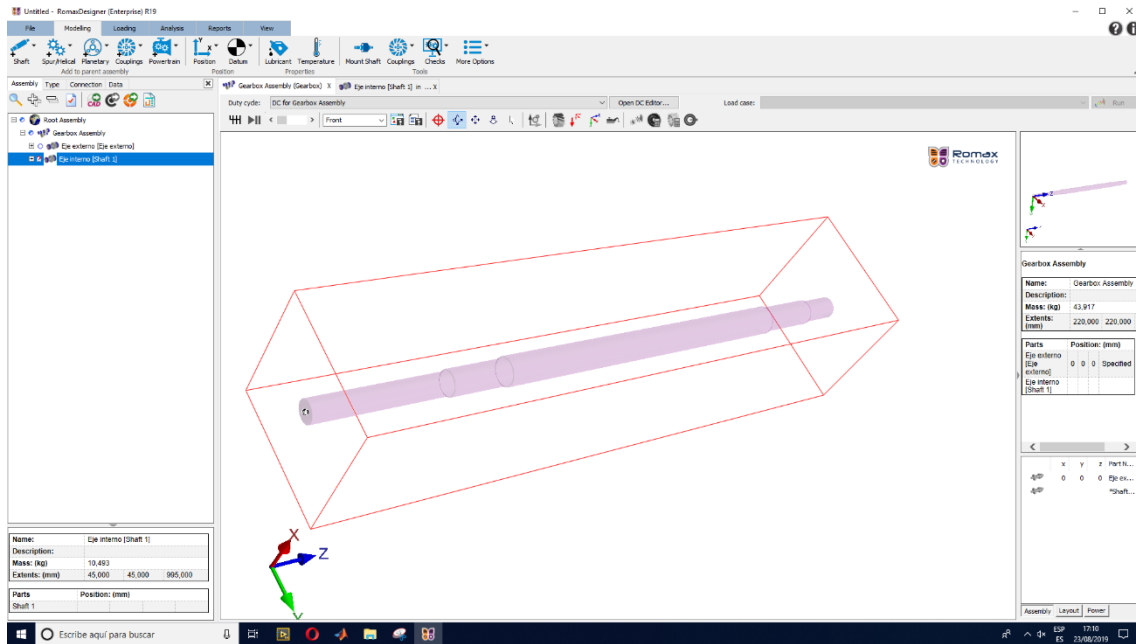 Untitled - RomaxDesigner (Enterprise) R19
File Modelling Loading Analysis Reports View
Shaft Spur/Helical Planetary Couplings Powertrain Position Datum Lubricant Temperature Mount Shaft Couplings Checks More Options
Add to parent assembly Position Properties Tools
Assembly Type Connection Data
Gearbox Assembly (Gearbox) X Eje interno [Shaft 1] in ... X
Duty cycle: DC for Gearbox Assembly Open DC Editor... Load case: Run
Front
Root Assembly
Gearbox Assembly
Eje externo [Eje externo]
Eje interno [Shaft 1]
Romax
TECHNOLOGY
Z
X
Y
Gearbox Assembly
Name: Gearbox Assembly
Description:
Mass: (kg) 43,917
Extents: (mm) 220,000 220,000
Parts Position: (mm)
Eje externo [Eje externo] 0 0 0 Specified
Eje interno [Shaft 1]
x y z Part N...
0 0 0 Eje ex...
*Shaft...
Assembly Layout Power
Name: Eje interno [Shaft 1]
Description:
Mass: (kg) 10,493
Extents: (mm) 45,000 45,000 995,000
Parts Position: (mm)
Shaft 1
X
Z
Y
Escribe aquí para buscar
ESP
ES
17:10
23/08/2019